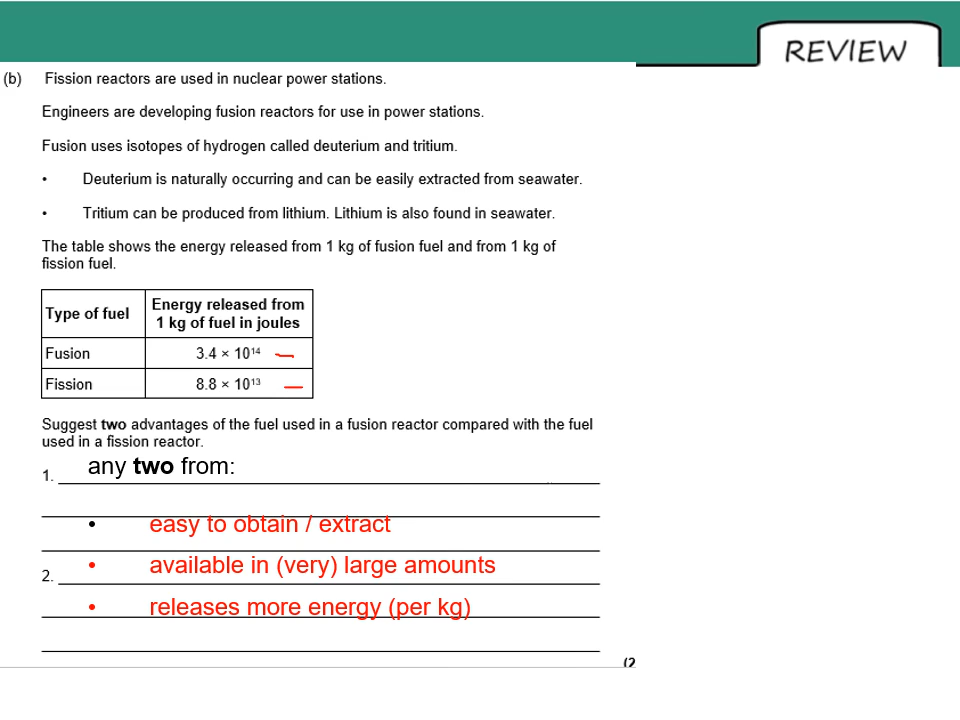 REVIEW
(b) Fission reactors are used in nuclear power stations.
Engineers are developing fusion reactors for use in power stations.
Fusion uses isotopes of hydrogen called deuterium and tritium.
• Deuterium is naturally occurring and can be easily extracted from seawater.
• Tritium can be produced from lithium. Lithium is also found in seawater.
The table shows the energy released from 1 kg of fusion fuel and from 1 kg of
fission fuel.
Type of fuel
Energy released from
1 kg of fuel in joules
Fusion 3.4 × 10¹⁴
Fission 8.8 × 10¹³
Suggest two advantages of the fuel used in a fusion reactor compared with the fuel
used in a fission reactor.
1. any two from:
• easy to obtain / extract
• available in (very) large amounts
2.
• releases more energy (per kg)
(2